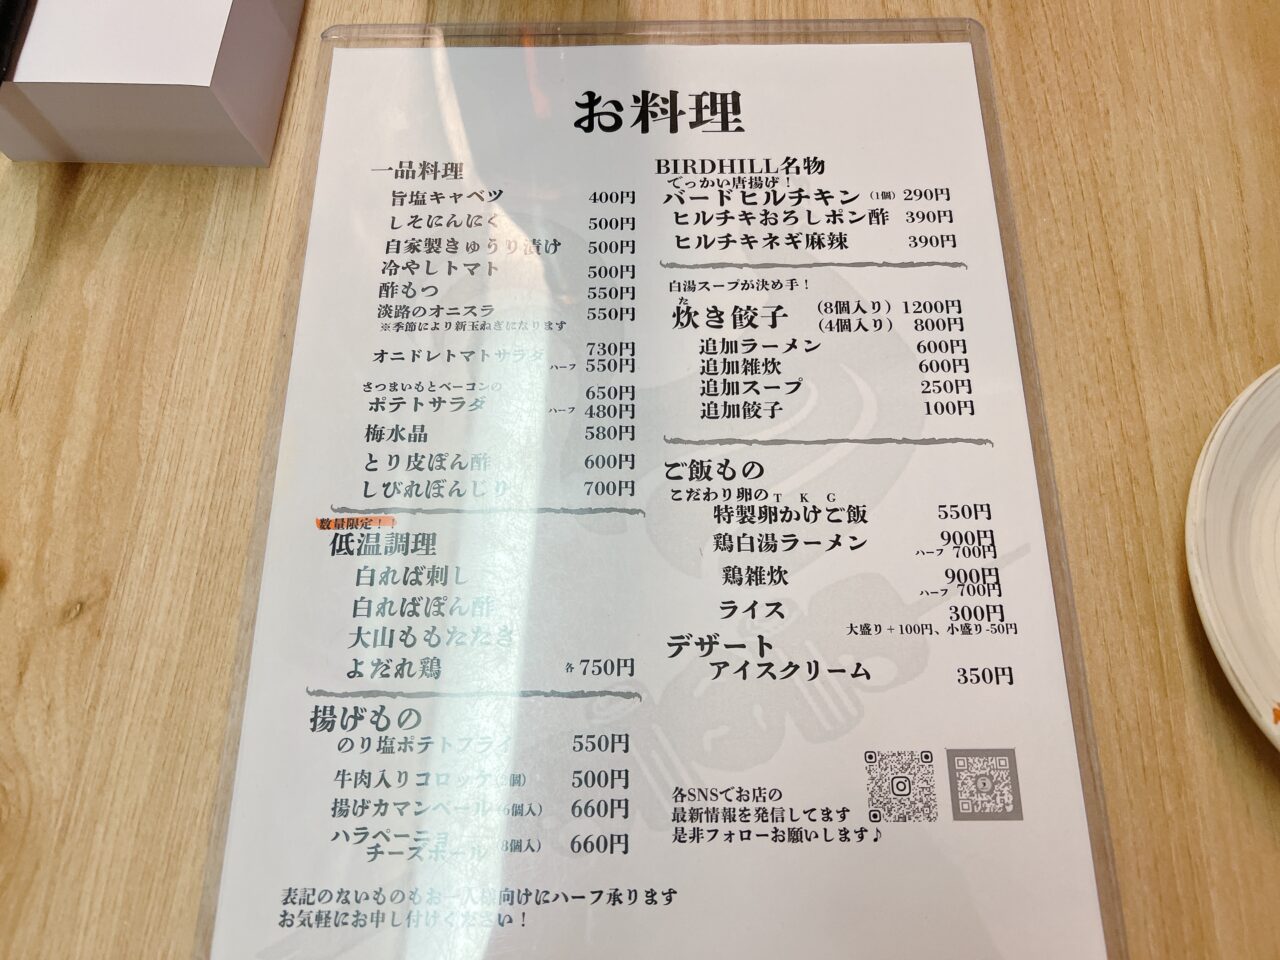 お料理
一品料理
旨塩キャベツ 400円
しそにんにく 500円
自家製きゅうり漬け 500円
冷やしトマト 500円
酢もつ 550円
淡路のオニスラ 550円
※季節により新玉ねぎになります
オニドレトマトサラダ 730円
ハーフ 550円
さつまいもとベーコンの
ポテトサラダ 650円
ハーフ 480円
梅水晶 580円
とり皮ぽん酢 600円
しびれぼんじり 700円
数量限定!!
低温調理
白ればば刺し
白ればぽん酢
大山ももたたき
よだれ鶏 各750円
揚げもの
のり塩ポテトフライ 550円
牛肉入りコロッケ 個) 500円
揚げカマンベール 個入) 660円
ハラペーニョ
チーズボール 個入) 660円
表記のないものもお一人様向けにハーフ承ります
お気軽にお申し付けください!
BIRDHILL名物
でっかい唐揚げ!
バードヒルチキン (1個) 290円
ヒルチキおろしポン酢 390円
ヒルチキネギ麻辣 390円
白湯スープが決め手!
た
炊き餃子 (8個入り) 1200円
(4個入り) 800円
追加ラーメン 600円
追加雑炊 600円
追加スープ 250円
追加餃子 100円
ご飯もの
こだわり卵の T K G
特製卵かけご飯 550円
鶏白湯ラーメン 900円
ハーフ 700円
鶏雑炊 900円
ハーフ 700円
ライス 300円
大盛り+100円、小盛り-50円
デザート
アイスクリーム 350円
各SNSでお店の
最新情報を発信してます
是非フォローお願いします♪